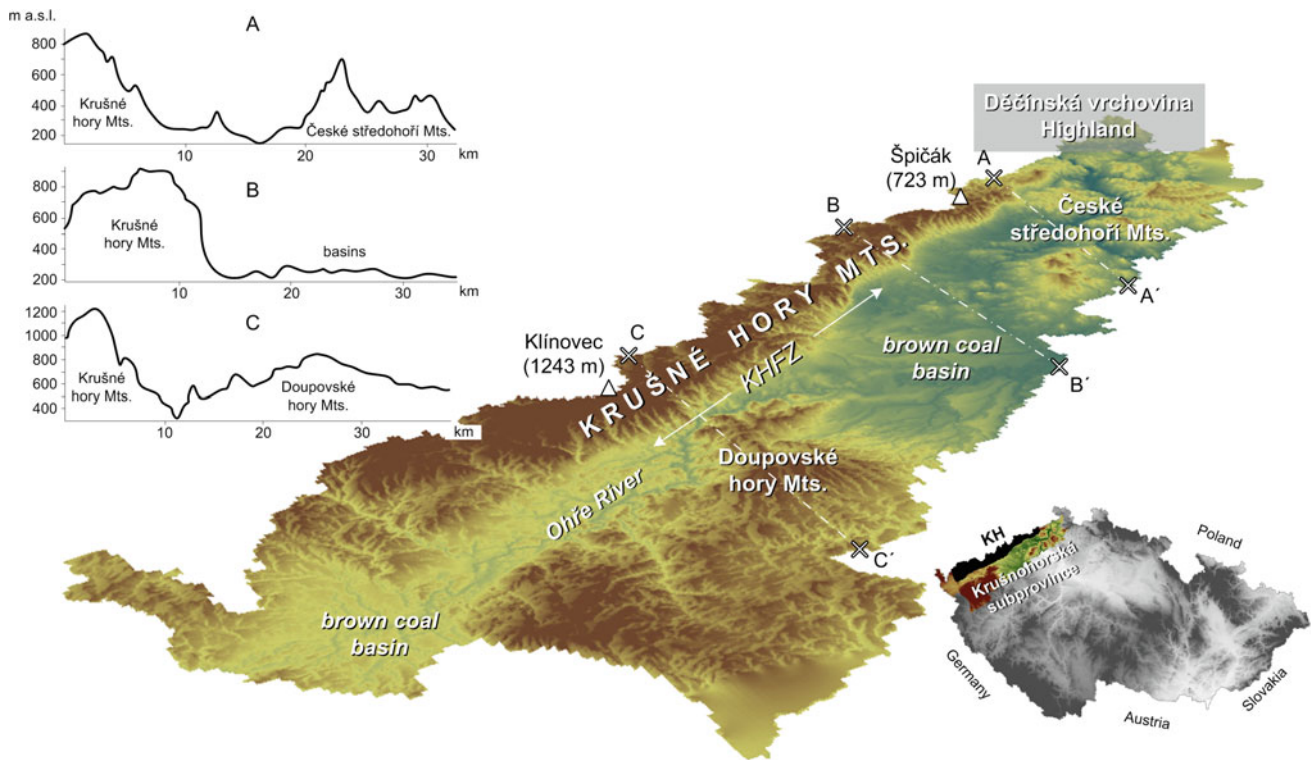 m a.s.l.
A
800
600
400
200
Krušné
hory Mts.
České středohoří Mts.
10
20
30
km
B
800
600
400
200
Krušné
hory Mts.
basins
10
20
30
km
C
1200
1000
800
600
400
Krušné
hory Mts.
Doupovské
hory Mts.
10
20
30
km
Děčínská vrchovina
Highland
Špičák
(723 m)
A
B
České
středohoří Mts.
A´
KRUŠNÉ HORY MTS.
KHFZ
Klínovec
(1243 m)
C
brown coal
basin
B´
Doupovské
hory Mts.
Ohře River
C´
brown coal
basin
KH
Krušnohorská
subprovince
Poland
Germany
Austria
Slovakia